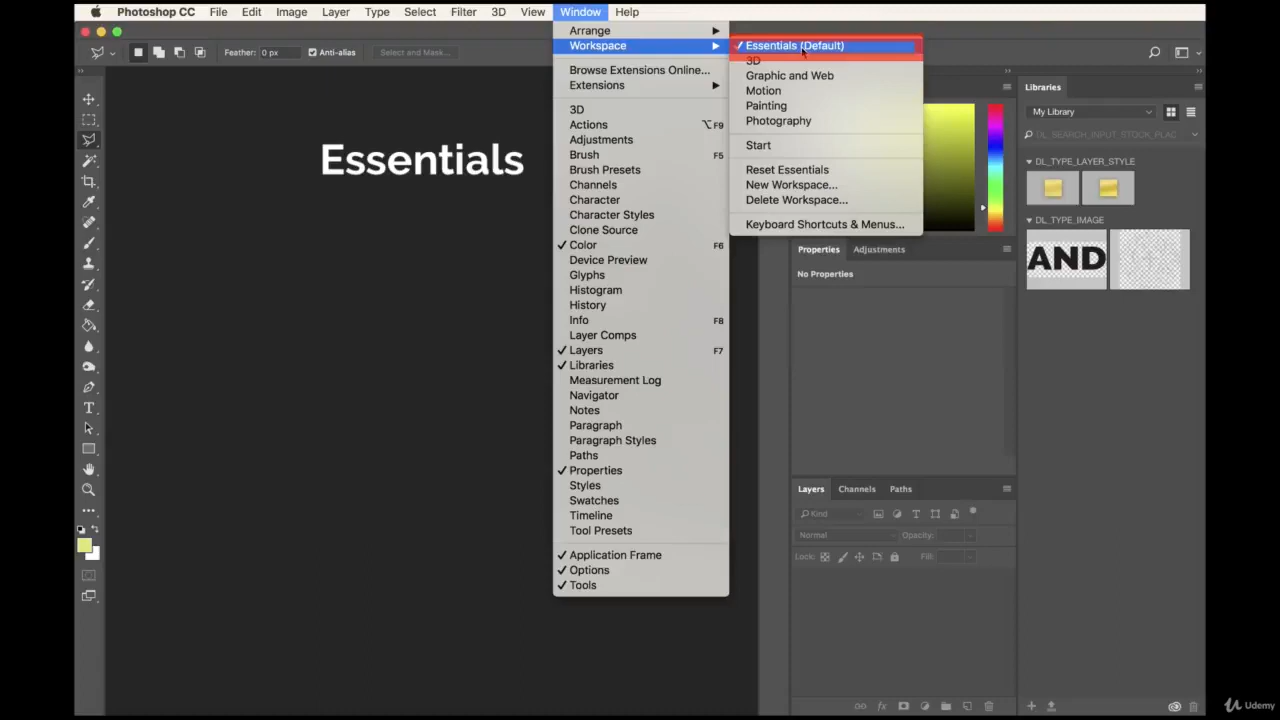 Photoshop CC File Edit Image Layer Type Select Filter 3D View Window Help
Feather: 0 px Anti-alias Select and Mask...
Essentials
Arrange
Workspace
Browse Extensions Online...
Extensions
3D
Actions ⌥F9
Adjustments
Brush F5
Brush Presets
Channels
Character
Character Styles
Clone Source
✓ Color F6
Device Preview
Glyphs
Histogram
History
Info F8
Layer Comps
✓ Layers F7
✓ Libraries
Measurement Log
Navigator
Notes
Paragraph
Paragraph Styles
Paths
✓ Properties
Styles
Swatches
Timeline
Tool Presets
✓ Application Frame
✓ Options
✓ Tools
✓ Essentials (Default)
3D
Graphic and Web
Motion
Painting
Photography
Start
Reset Essentials
New Workspace...
Delete Workspace...
Keyboard Shortcuts & Menus...
Properties Adjustments
No Properties
Layers Channels Paths
Kind
Normal Opacity:
Lock: Fill:
Libraries
My Library
DL_SEARCH_INPUT_STOCK_PLAC
DL_TYPE_LAYER_STYLE
DL_TYPE_IMAGE
AND
Udemy